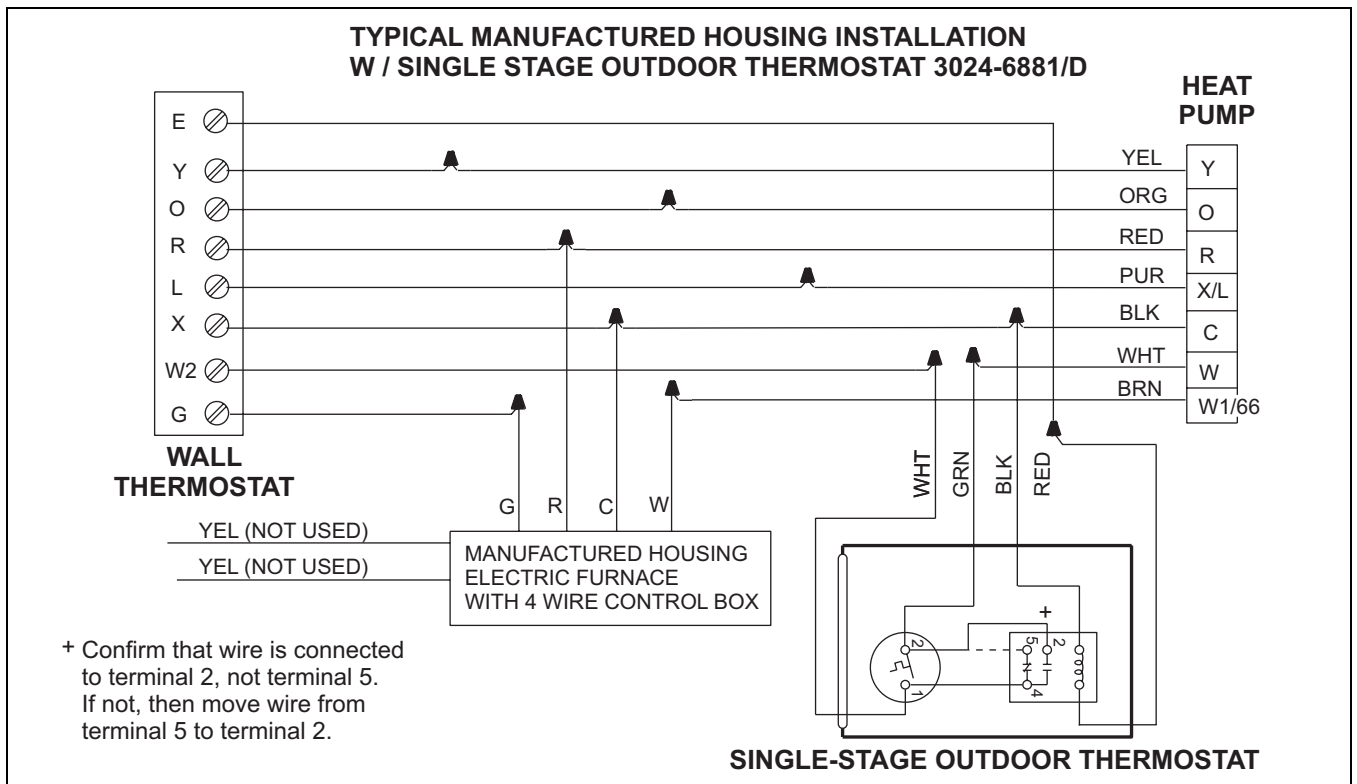 TYPICAL MANUFACTURED HOUSING INSTALLATION
W / SINGLE STAGE OUTDOOR THERMOSTAT 3024-6881/D
HEAT
PUMP
E
Y
O
R
L
X
W2
G
WALL
THERMOSTAT
YEL
ORG
RED
PUR
BLK
WHT
BRN
Y
O
R
X/L
C
W
W1/66
WHT
GRN
BLK
RED
G
R
C
W
YEL (NOT USED)
YEL (NOT USED)
MANUFACTURED HOUSING
ELECTRIC FURNACE
WITH 4 WIRE CONTROL BOX
+
2
1
5
2
4
+ Confirm that wire is connected
to terminal 2, not terminal 5.
If not, then move wire from
terminal 5 to terminal 2.
SINGLE-STAGE OUTDOOR THERMOSTAT